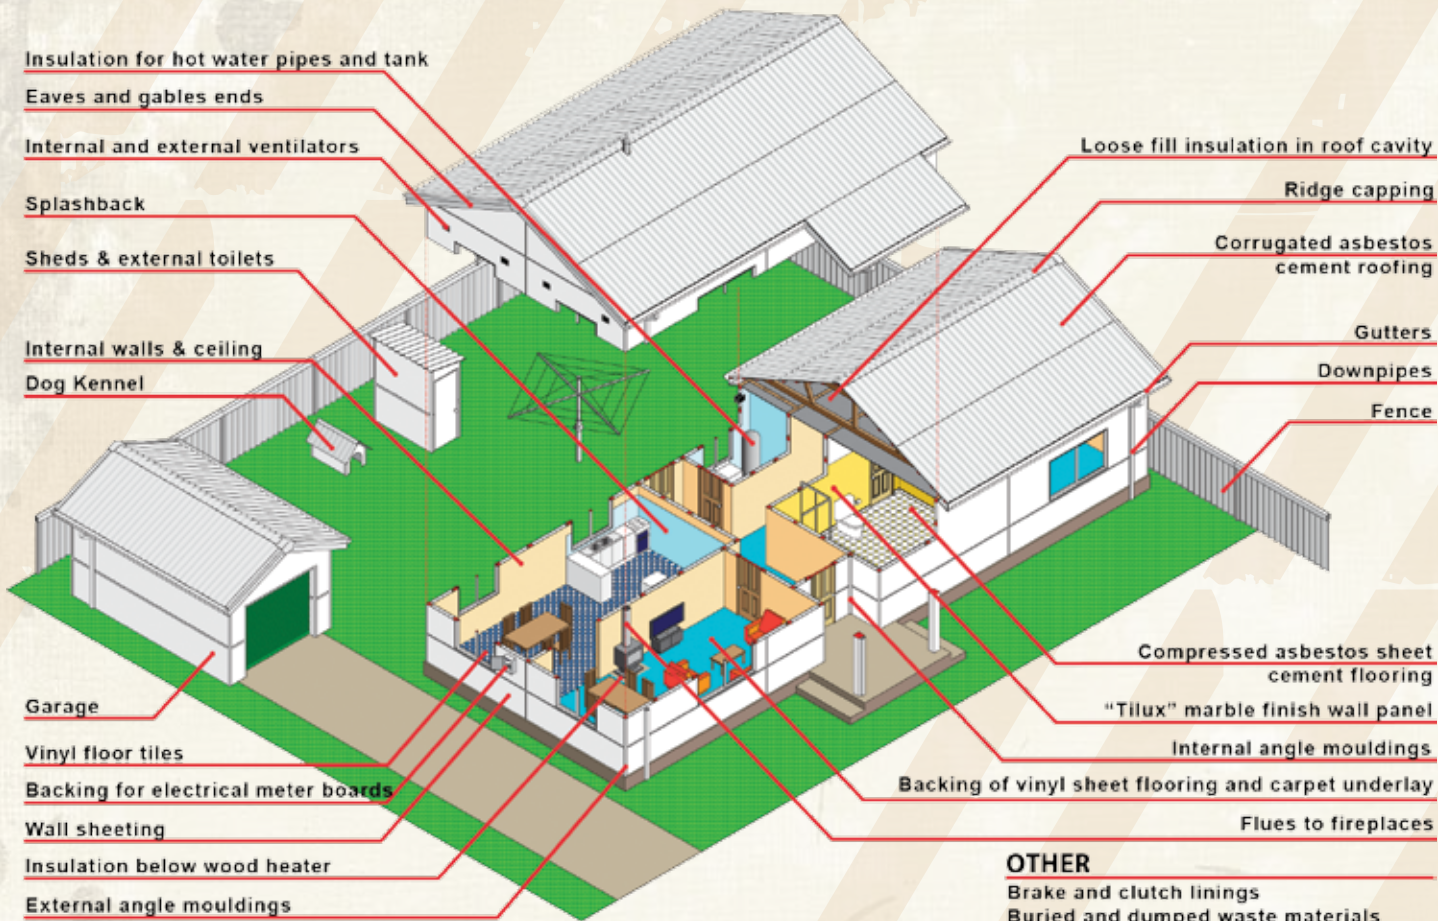 Insulation for hot water pipes and tank
Eaves and gables ends
Internal and external ventilators
Splashback
Sheds & external toilets
Internal walls & ceiling
Dog Kennel
Garage
Vinyl floor tiles
Backing for electrical meter boards
Wall sheeting
Insulation below wood heater
External angle mouldings
Loose fill insulation in roof cavity
Ridge capping
Corrugated asbestos
cement roofing
Gutters
Downpipes
Fence
Compressed asbestos sheet
cement flooring
“Tilux” marble finish wall panel
Internal angle mouldings
Backing of vinyl sheet flooring and carpet underlay
Flues to fireplaces
OTHER
Brake and clutch linings
Buried and dumped waste materials